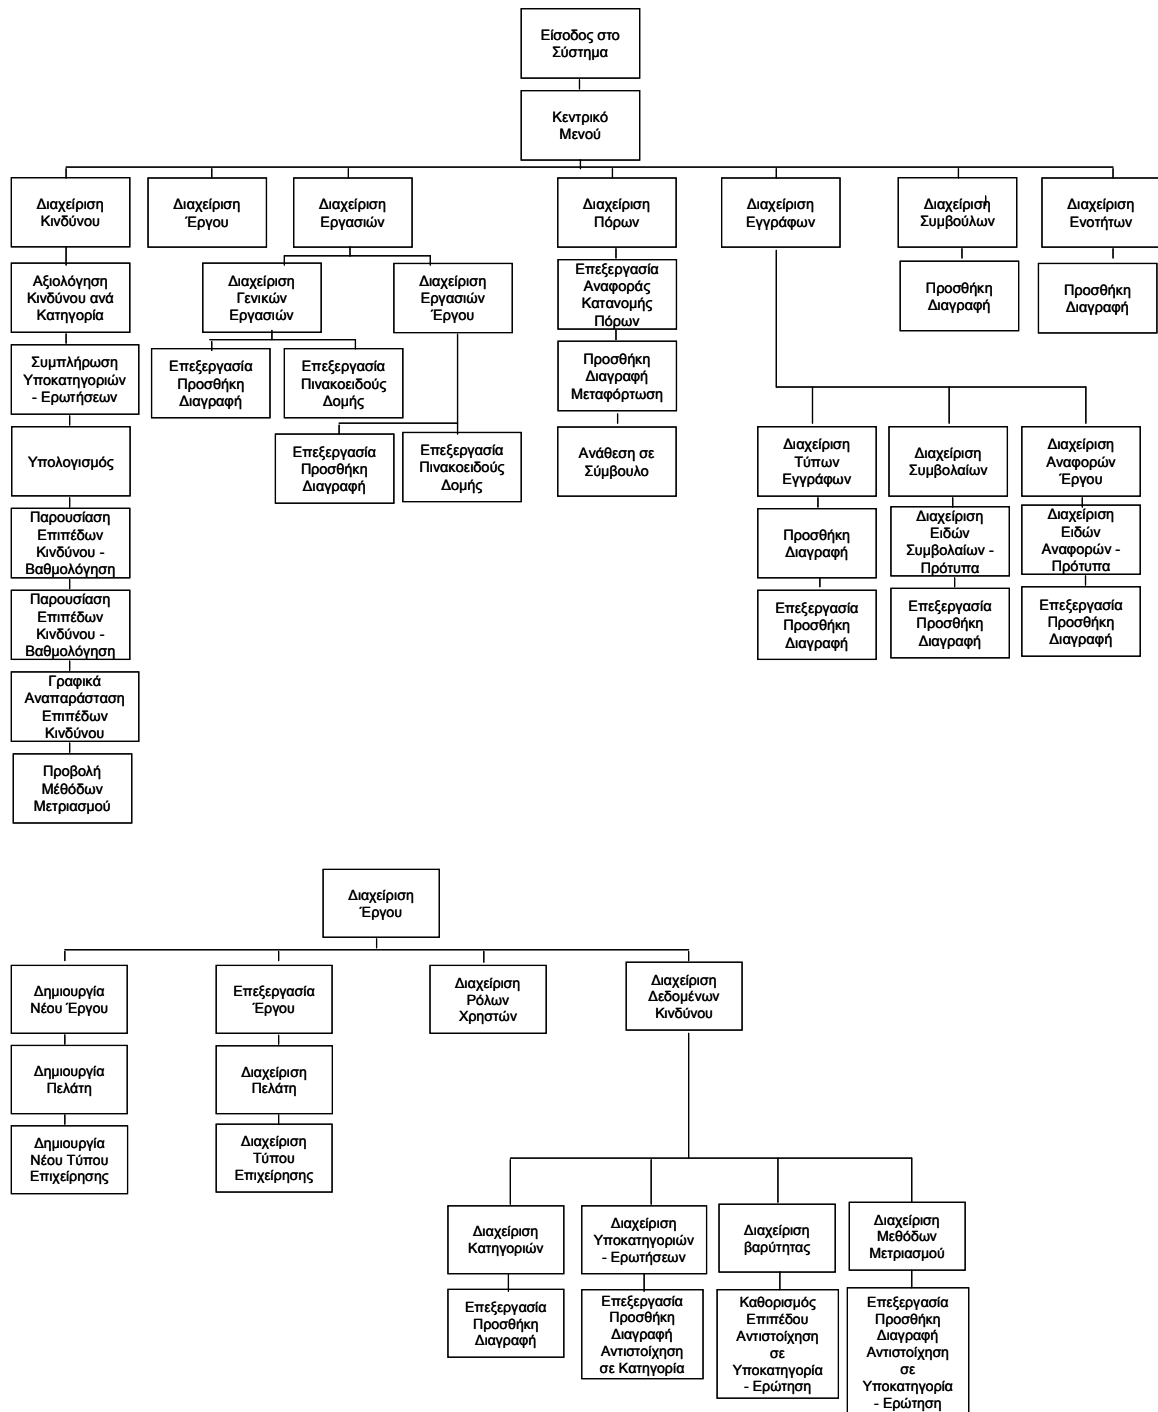 Είσοδος στο
Σύστημα
Κεντρικό
Μενού
Διαχείριση
Κινδύνου
Διαχείριση
Έργου
Διαχείριση
Εργασιών
Διαχείριση
Πόρων
Διαχείριση
Εγγράφων
Διαχείριση
Συμβούλων
Διαχείριση
Ενοτήτων
Αξιολόγηση
Κινδύνου ανά
Κατηγορία
Διαχείριση
Γενικών
Εργασιών
Διαχείριση
Εργασιών
Έργου
Επεξεργασία
Αναφοράς
Κατανομής
Πόρων
Προσθήκη
Διαγραφή
Προσθήκη
Διαγραφή
Συμπλήρωση
Υποκατηγοριών
- Ερωτήσεων
Επεξεργασία
Προσθήκη
Διαγραφή
Επεξεργασία
Πινακοειδούς
Δομής
Προσθήκη
Διαγραφή
Μεταφόρτωση
Υπολογισμός
Επεξεργασία
Προσθήκη
Διαγραφή
Επεξεργασία
Πινακοειδούς
Δομής
Ανάθεση σε
Σύμβουλο
Διαχείριση
Τύπων
Εγγράφων
Διαχείριση
Συμβολαίων
Διαχείριση
Αναφορών
Έργου
Παρουσίαση
Επιπέδων
Κινδύνου -
Βαθμολόγηση
Προσθήκη
Διαγραφή
Διαχείριση
Ειδών
Συμβολαίων -
Πρότυπα
Διαχείριση
Ειδών
Αναφορών -
Πρότυπα
Παρουσίαση
Επιπέδων
Κινδύνου -
Βαθμολόγηση
Επεξεργασία
Προσθήκη
Διαγραφή
Επεξεργασία
Προσθήκη
Διαγραφή
Επεξεργασία
Προσθήκη
Διαγραφή
Γραφικά
Αναπαράσταση
Επιπέδων
Κινδύνου
Προβολή
Μέθόδων
Μετριασμού
Διαχείριση
Έργου
Δημιουργία
Νέου Έργου
Επεξεργασία
Έργου
Διαχείριση
Ρόλων
Χρηστών
Διαχείριση
Δεδομένων
Κινδύνου
Δημιουργία
Πελάτη
Διαχείριση
Πελάτη
Δημιουργία
Νέου Τύπου
Επιχείρησης
Διαχείριση
Τύπου
Επιχείρησης
Διαχείριση
Κατηγοριών
Διαχείριση
Υποκατηγοριών
- Ερωτήσεων
Διαχείριση
βαρύτητας
Διαχείριση
Μεθόδων
Μετριασμού
Επεξεργασία
Προσθήκη
Διαγραφή
Επεξεργασία
Προσθήκη
Διαγραφή
Αντιστοίχηση
σε Κατηγορία
Καθορισμός
Επιπέδου
Αντιστοίχηση
σε
Υποκατηγορία
- Ερώτηση
Επεξεργασία
Προσθήκη
Διαγραφή
Αντιστοίχηση
σε
Υποκατηγορία
- Ερώτηση